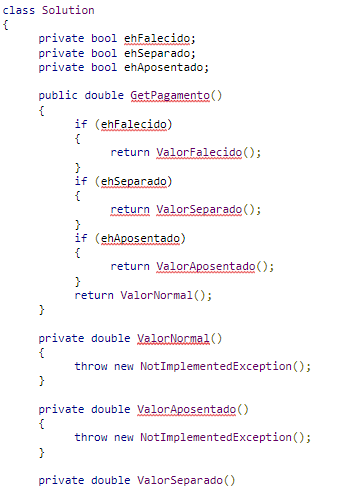 class Solution
{
private bool ehFalecido;
private bool ehSeparado;
private bool ehAposentado;
public double GetPagamento()
{
if (ehFalecido)
{
return ValorFalecido();
}
if (ehSeparado)
{
return ValorSeparado();
}
if (ehAposentado)
{
return ValorAposentado();
}
return ValorNormal();
}
private double ValorNormal()
{
throw new NotImplementedException();
}
private double ValorAposentado()
{
throw new NotImplementedException();
}
private double ValorSeparado()